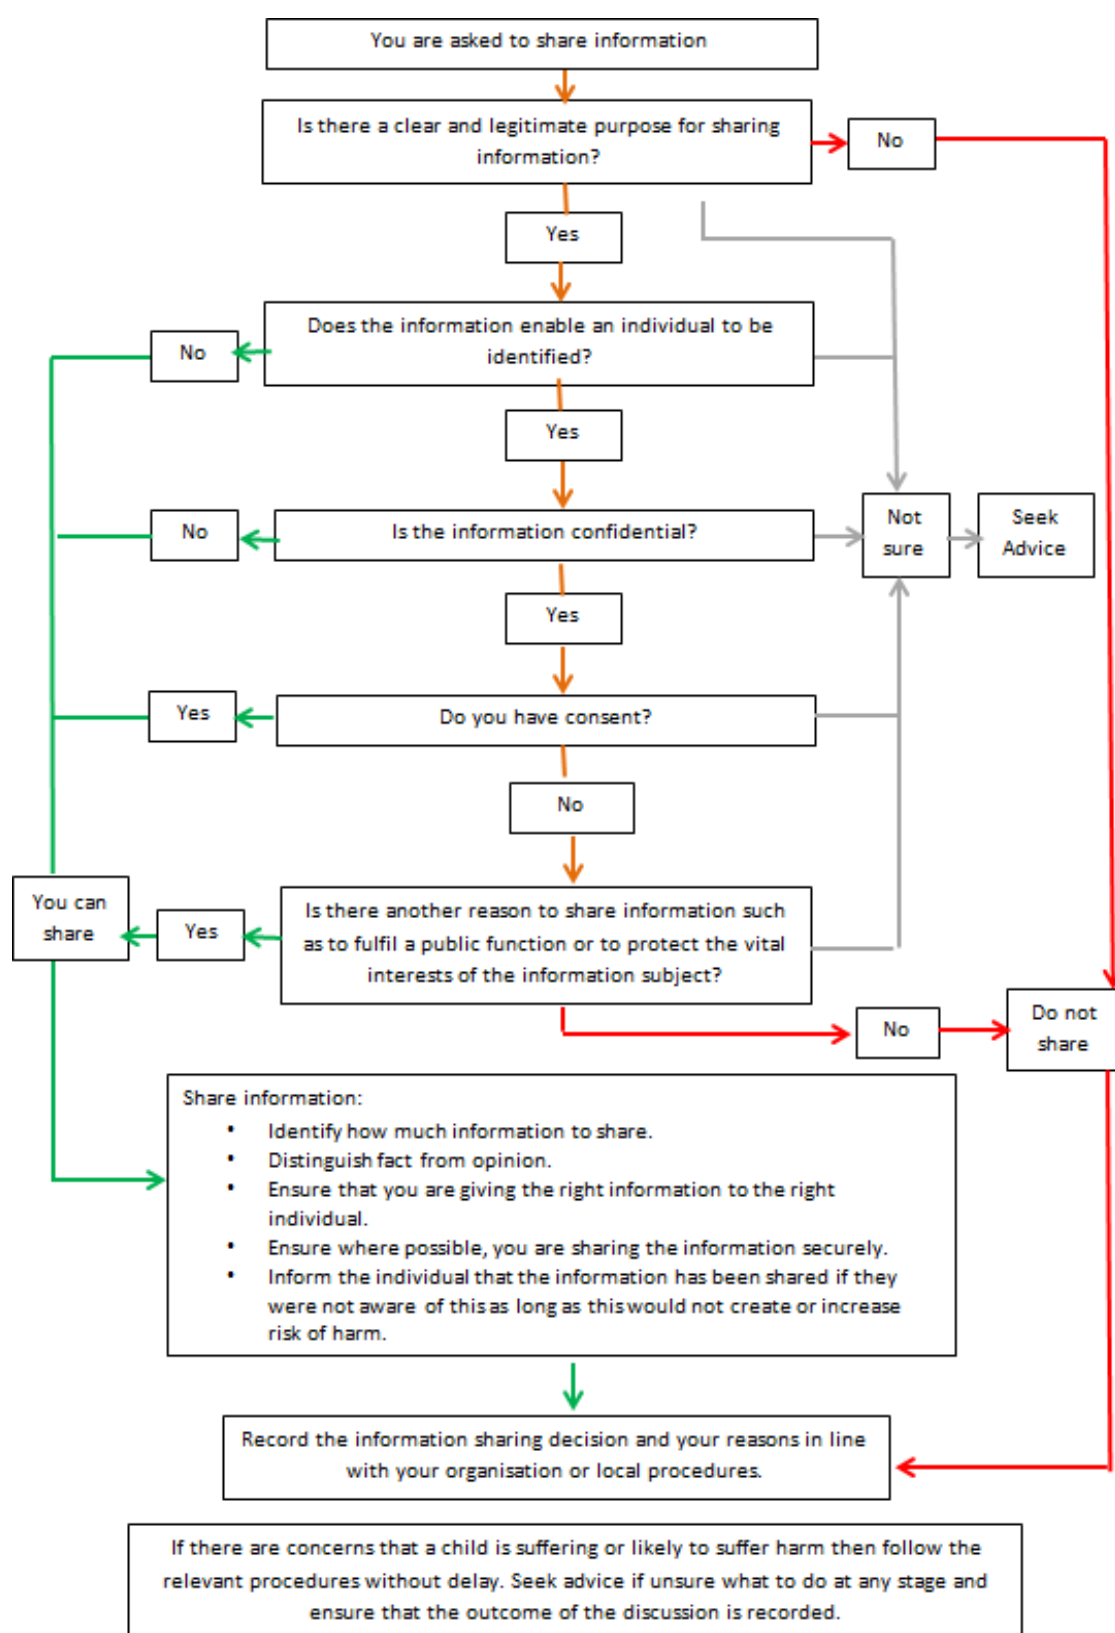 You are asked to share information
Is there a clear and legitimate purpose for sharing
information?
No
Yes
Does the information enable an individual to be
identified?
No
Yes
Is the information confidential?
No
Not
sure
Seek
Advice
Yes
Do you have consent?
Yes
No
Is there another reason to share information such
as to fulfil a public function or to protect the vital
interests of the information subject?
Yes
You can
share
No
Do not
share
Share information:
• Identify how much information to share.
• Distinguish fact from opinion.
• Ensure that you are giving the right information to the right
individual.
• Ensure where possible, you are sharing the information securely.
• Inform the individual that the information has been shared if they
were not aware of this as long as this would not create or increase
risk of harm.
Record the information sharing decision and your reasons in line
with your organisation or local procedures.
If there are concerns that a child is suffering or likely to suffer harm then follow the
relevant procedures without delay. Seek advice if unsure what to do at any stage and
ensure that the outcome of the discussion is recorded.